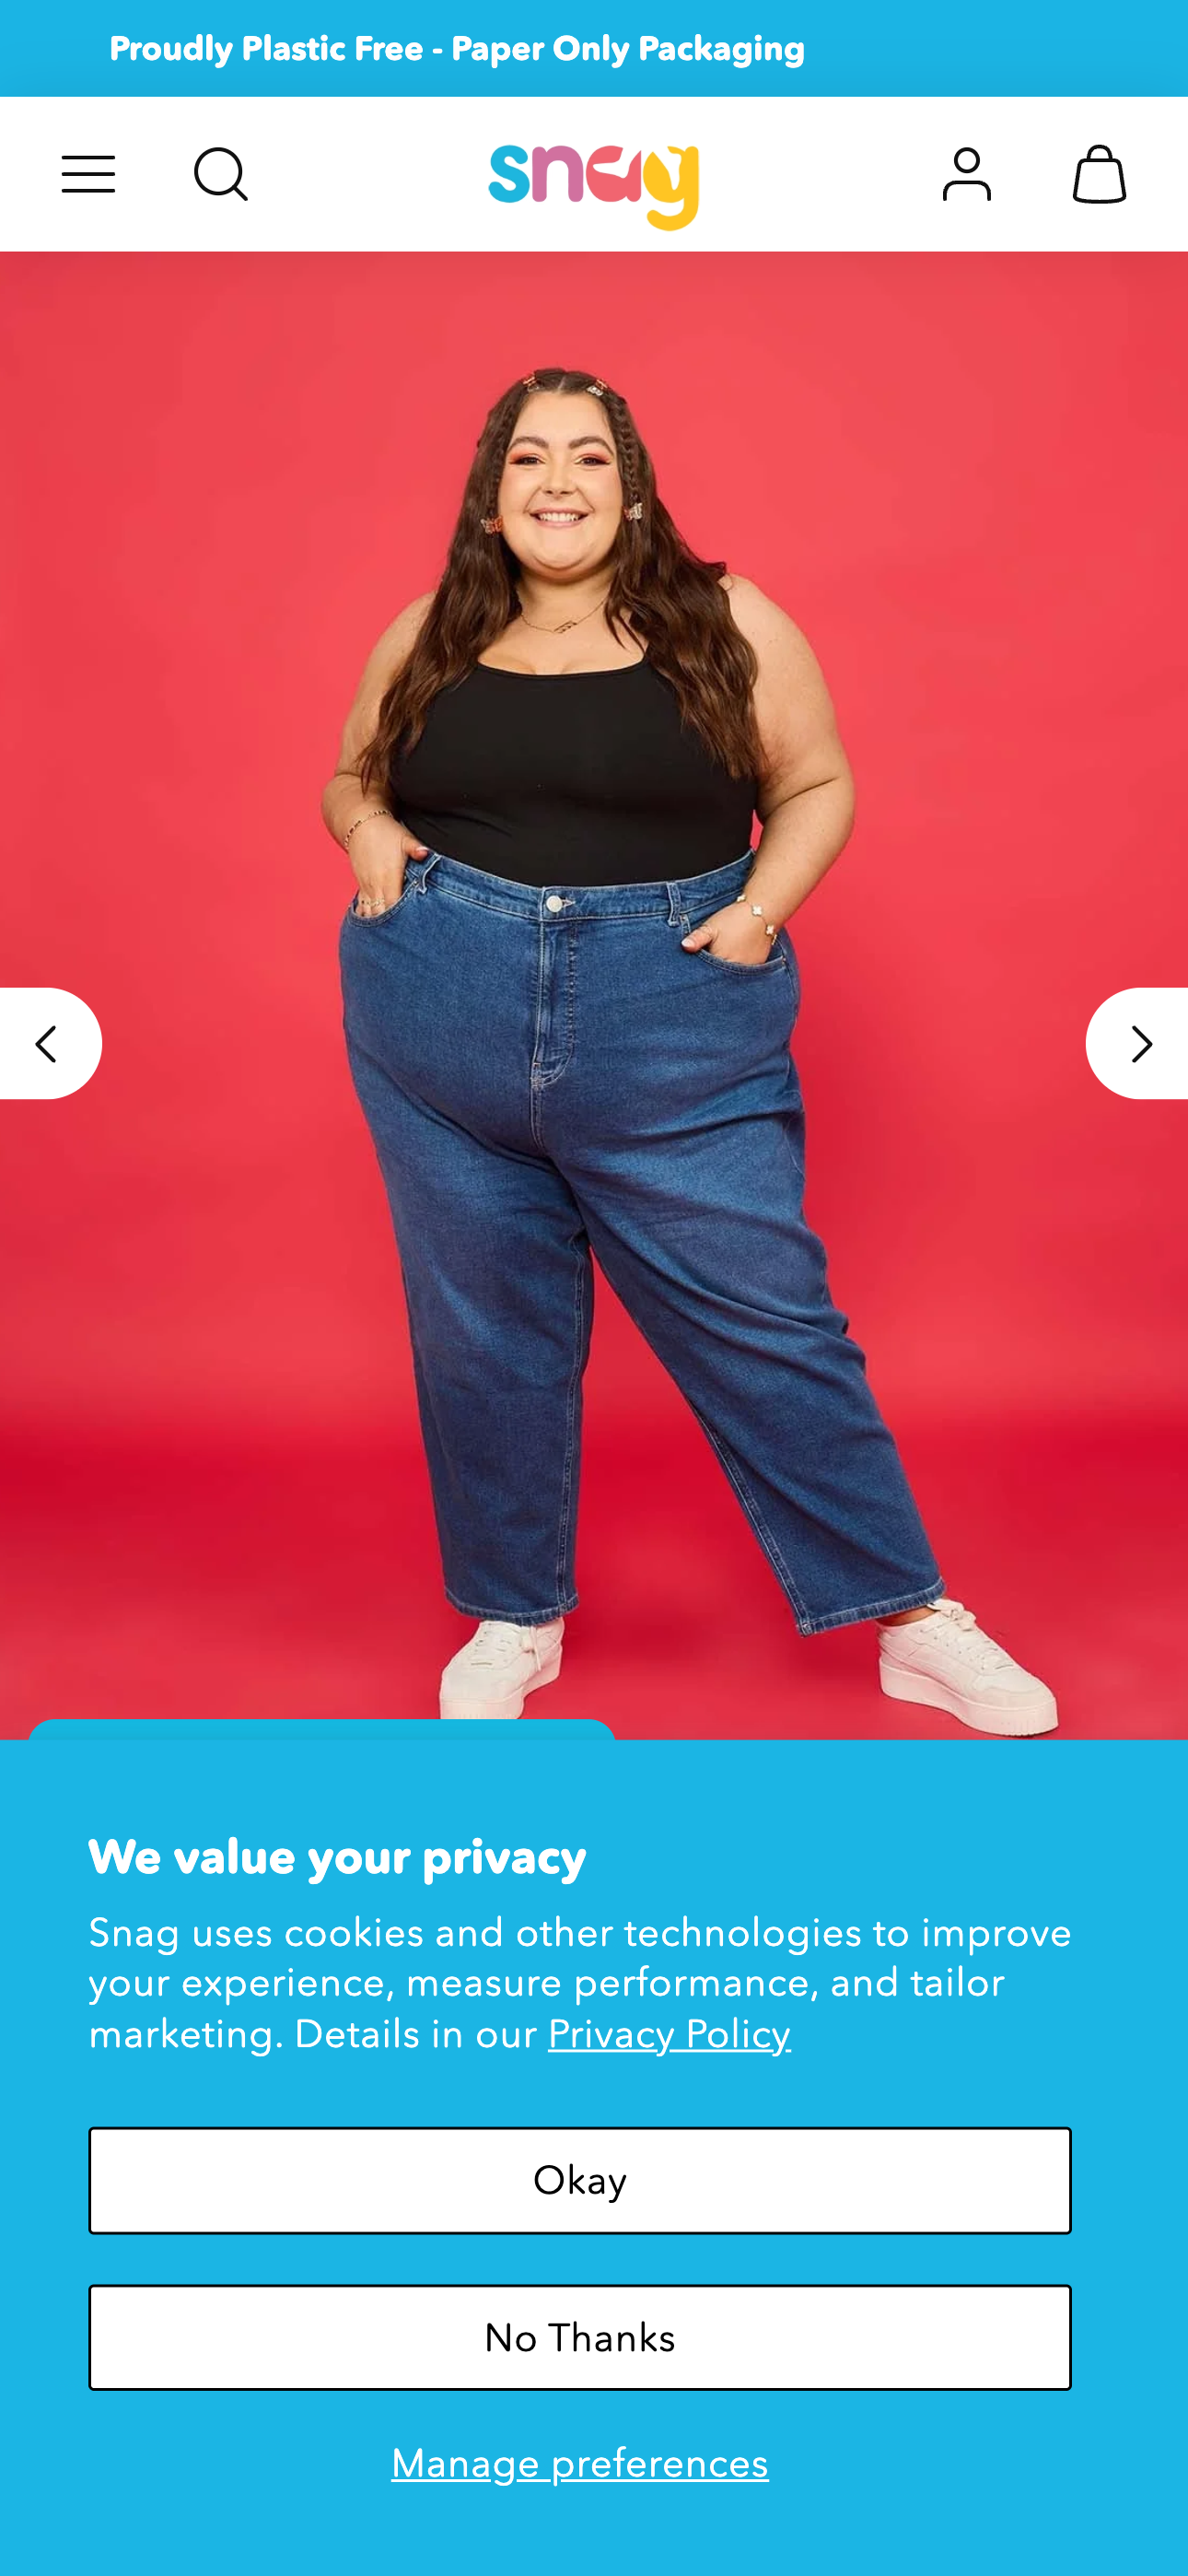 Proudly Plastic Free - Paper Only Packaging
snag
We value your privacy
Snag uses cookies and other technologies to improve
your experience, measure performance, and tailor
marketing. Details in our Privacy Policy
Okay
No Thanks
Manage preferences